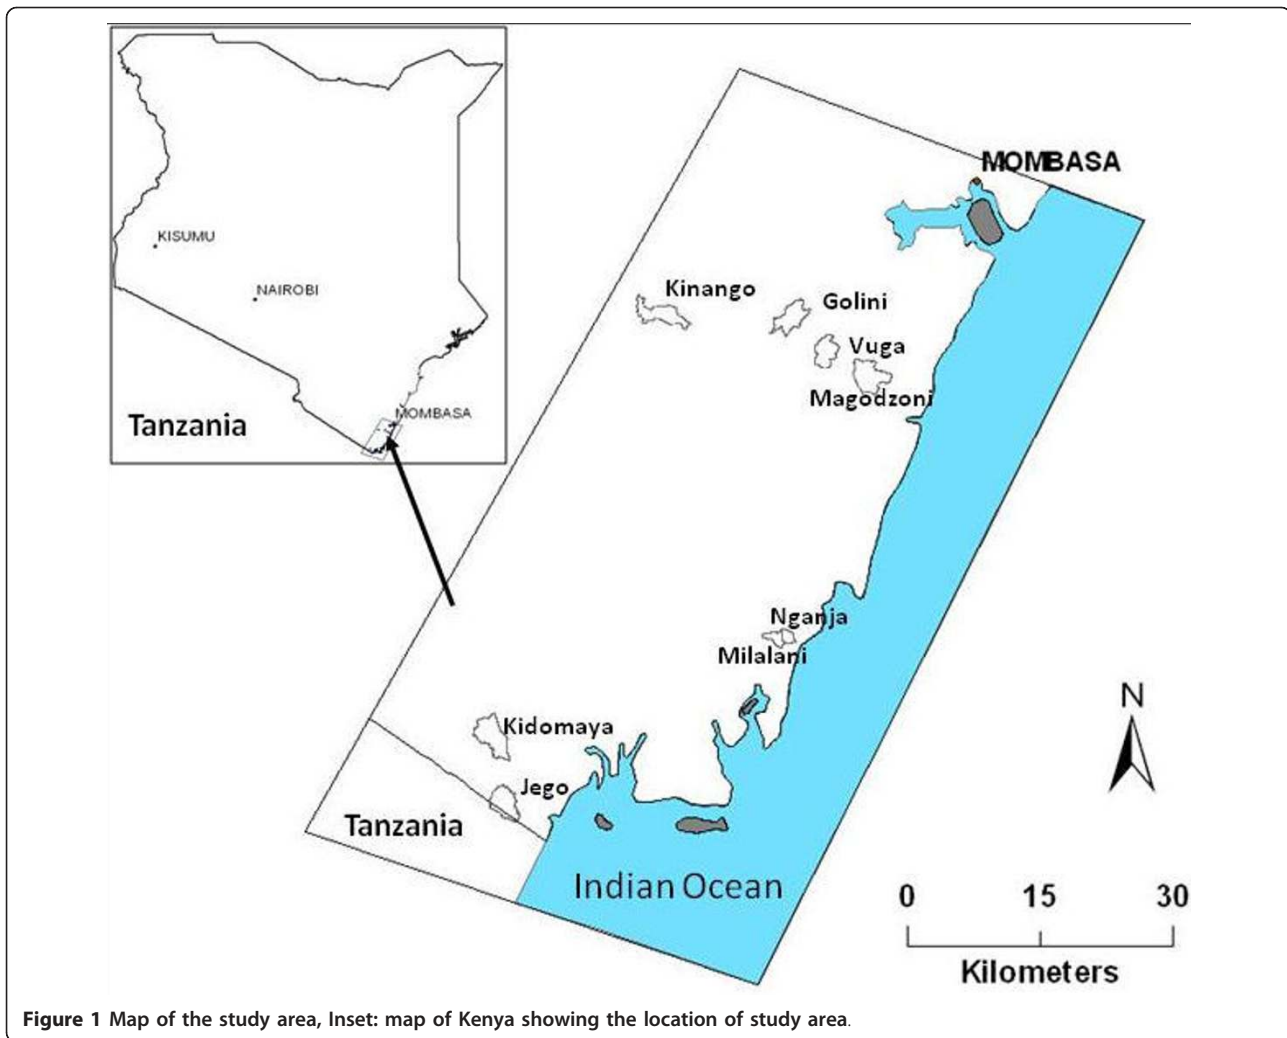 KISUMU
NAIROBI
MOMBASA
Tanzania
MOMBASA
Kinango
Golini
Vuga
Magodzoni
Nganja
Milalani
Kidomaya
Jego
Tanzania
Indian Ocean
N
0 15 30
Kilometers
Figure 1 Map of the study area, Inset: map of Kenya showing the location of study area.